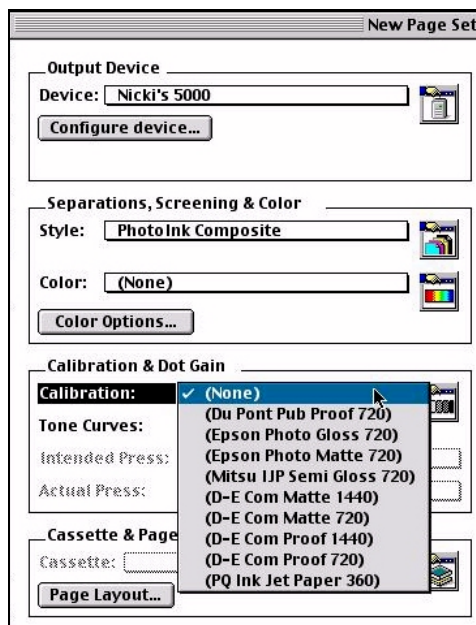 New Page Set
Output Device
Device: Nicki's 5000
Configure device...
Separations, Screening & Color
Style: PhotoInk Composite
Color: (None)
Color Options...
Calibration & Dot Gain
Calibration: ✓ (None)
(Du Pont Pub Proof 720)
Tone Curves: (Epson Photo Gloss 720)
(Epson Photo Matte 720)
Intended Press: (Mitsu IJP Semi Gloss 720)
(D-E Com Matte 1440)
Actual Press: (D-E Com Matte 720)
(D-E Com Proof 1440)
Cassette & Page (D-E Com Proof 720)
Cassette: (PQ Ink Jet Paper 360)
Page Layout...